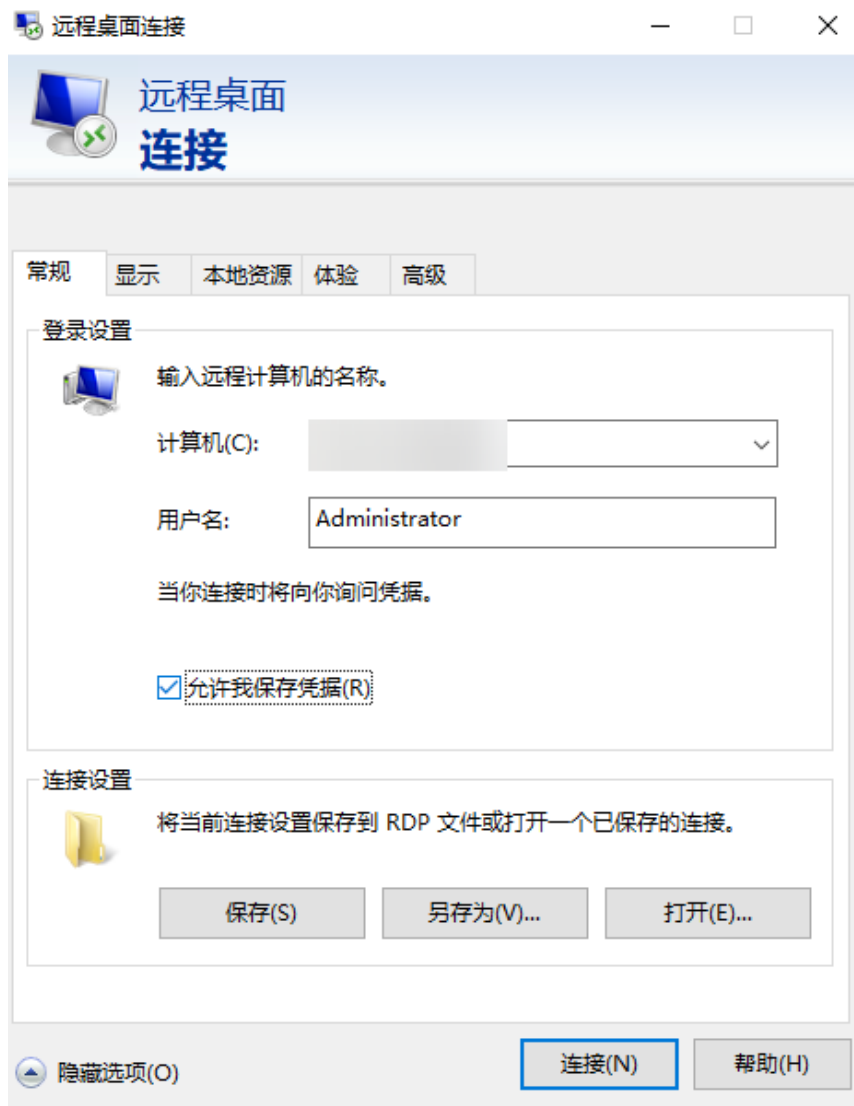 远程桌面连接
远程桌面
连接
常规 显示 本地资源 体验 高级
登录设置
输入远程计算机的名称。
计算机(C):
用户名: Administrator
当你连接时将向你询问凭据。
允许我保存凭据(R)
连接设置
将当前连接设置保存到 RDP 文件或打开一个已保存的连接。
保存(S) 另存为(V)... 打开(E)...
隐藏选项(O) 连接(N) 帮助(H)